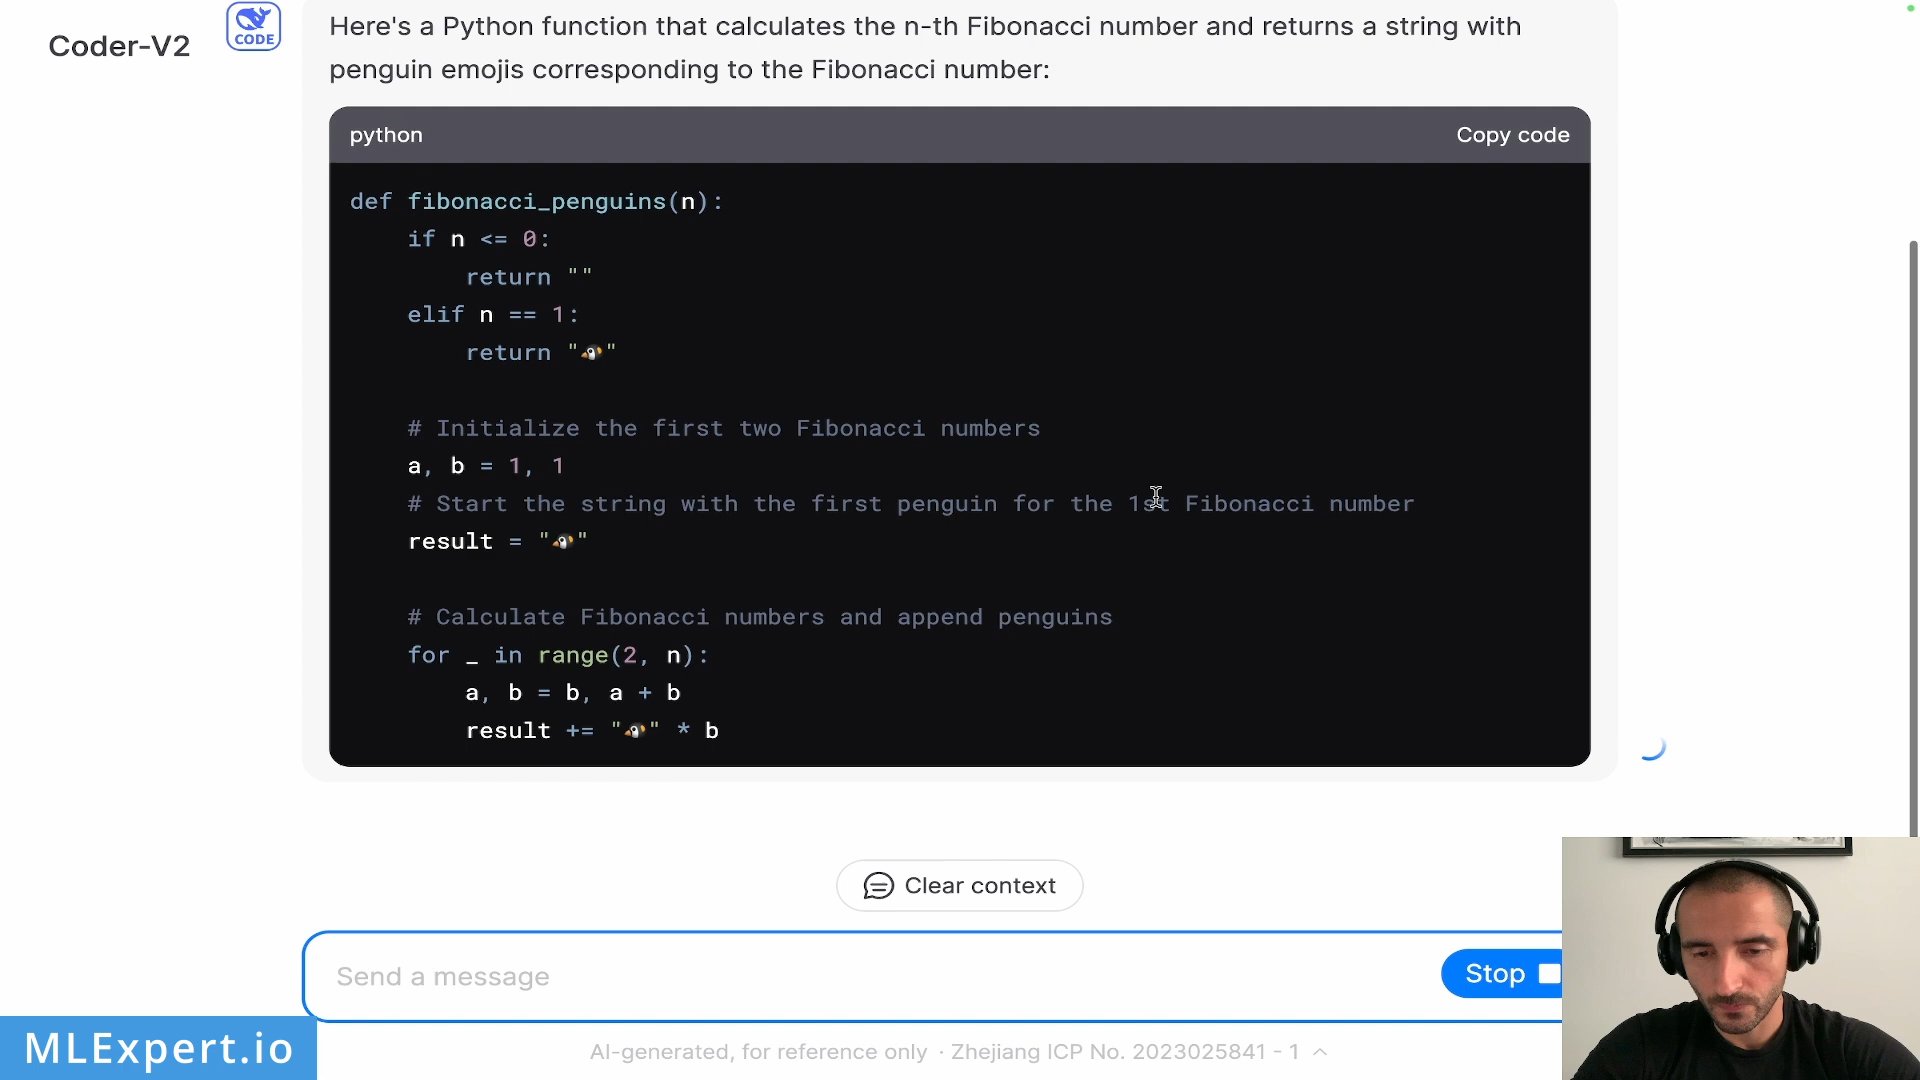 Coder-V2
CODE
Here's a Python function that calculates the n-th Fibonacci number and returns a string with
penguin emojis corresponding to the Fibonacci number:
python
Copy code
def fibonacci_penguins(n):
    if n <= 0:
        return ""
    elif n == 1:
        return "🐧"
    # Initialize the first two Fibonacci numbers
    a, b = 1, 1
    # Start the string with the first penguin for the 1st Fibonacci number
    result = "🐧"
    # Calculate Fibonacci numbers and append penguins
    for _ in range(2, n):
        a, b = b, a + b
        result += "🐧" * b
Clear context
Send a message
Stop
MLExpert.io
AI-generated, for reference only · Zhejiang ICP No. 2023025841 - 1